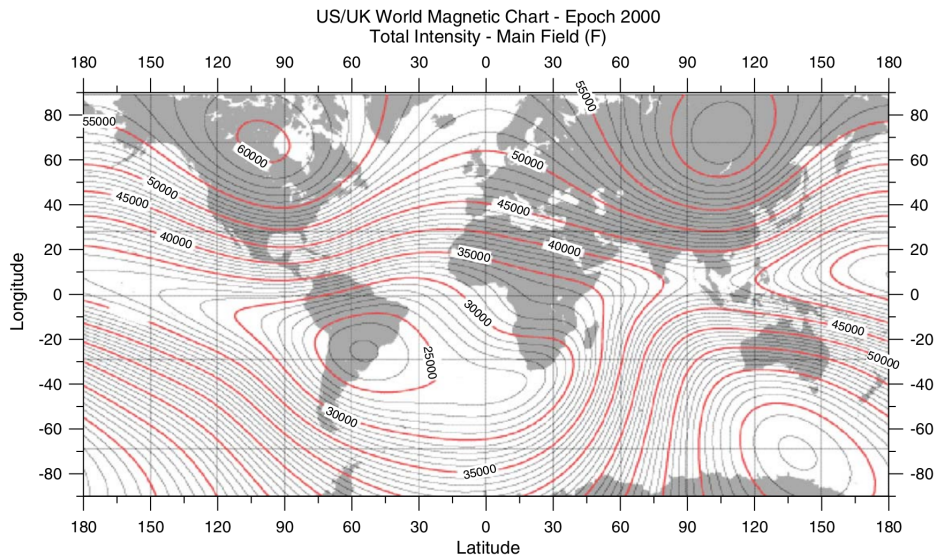 US/UK World Magnetic Chart - Epoch 2000
Total Intensity - Main Field (F)
180 150 120 90 60 30 0 30 60 90 120 150 180
55000
80 55000 80
60000 50000
60 60
50000
45000 45000
40 40
40000 40000
20 35000 20
0 0
30000 45000
-20 -20
25000 50000
-40 -40
30000
-60 -60
35000
-80 -80
180 150 120 90 60 30 0 30 60 90 120 150 180
Longitude
Latitude